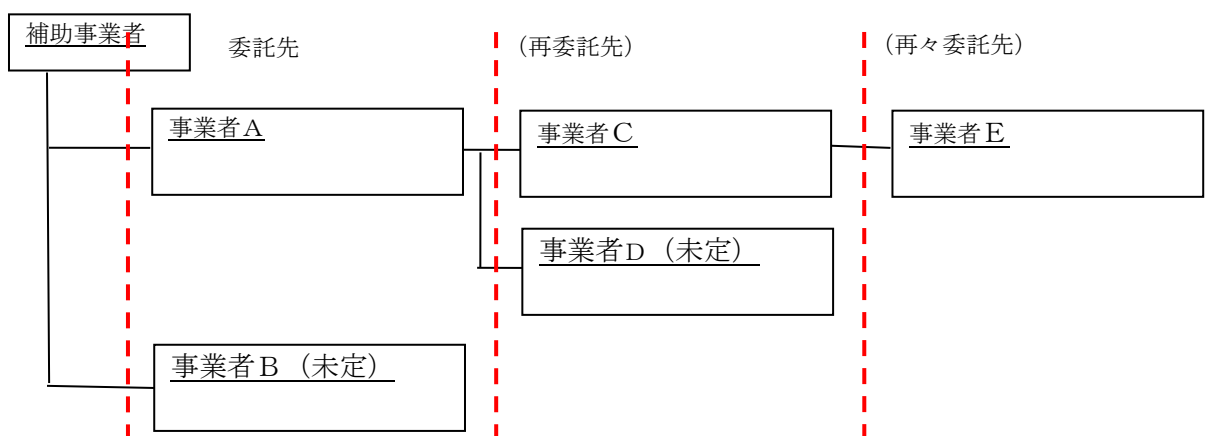 補助事業者
委託先
(再委託先)
(再々委託先)
事業者A
事業者C
事業者E
事業者D (未定)
事業者B (未定)